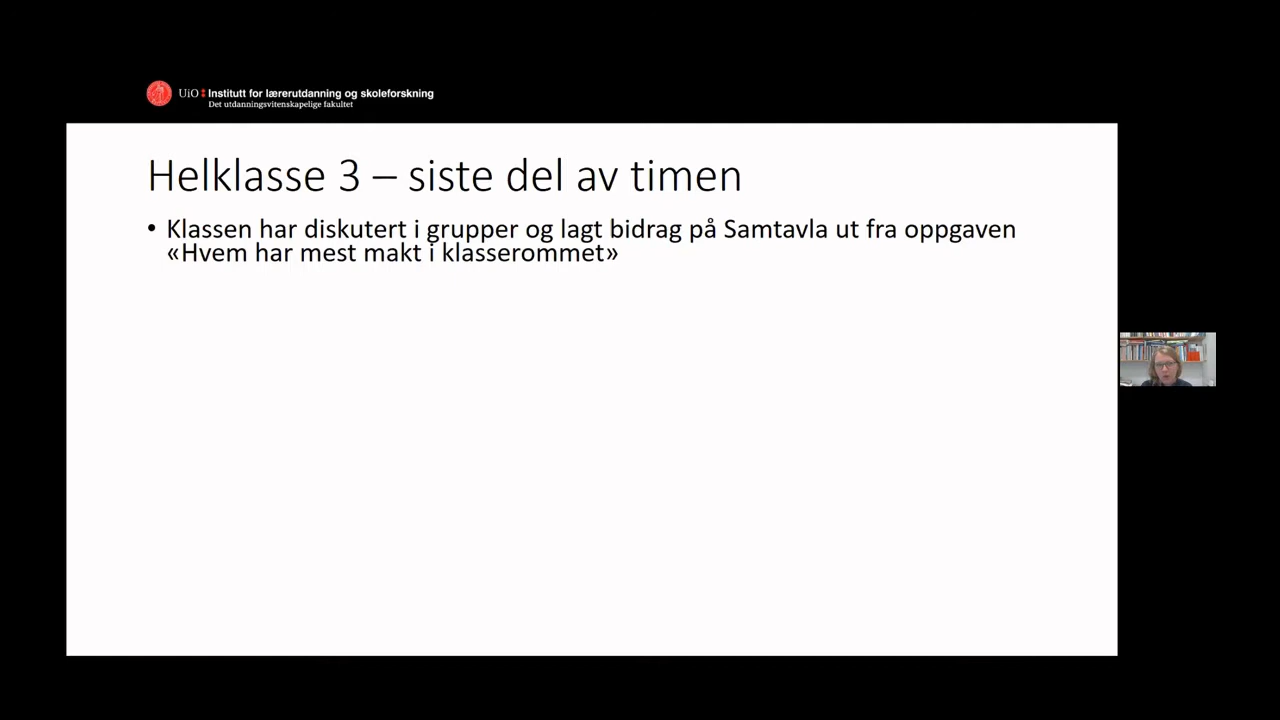 UiO : Institutt for lærerutdanning og skoleforskning
Det utdanningsvitenskapelige fakultet
Helklasse 3 – siste del av timen
• Klassen har diskutert i grupper og lagt bidrag på Samtavla ut fra oppgaven
«Hvem har mest makt i klasserommet»